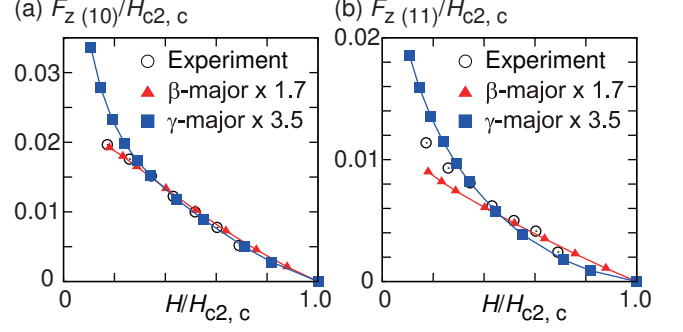 (a) F_z (10)/H_c2, c
0.03
0.02
0.01
0
Experiment
β-major x 1.7
γ-major x 3.5
0
1.0
H/H_c2, c
(b) F_z (11)/H_c2, c
0.02
0.01
0
Experiment
β-major x 1.7
γ-major x 3.5
0
1.0
H/H_c2, c